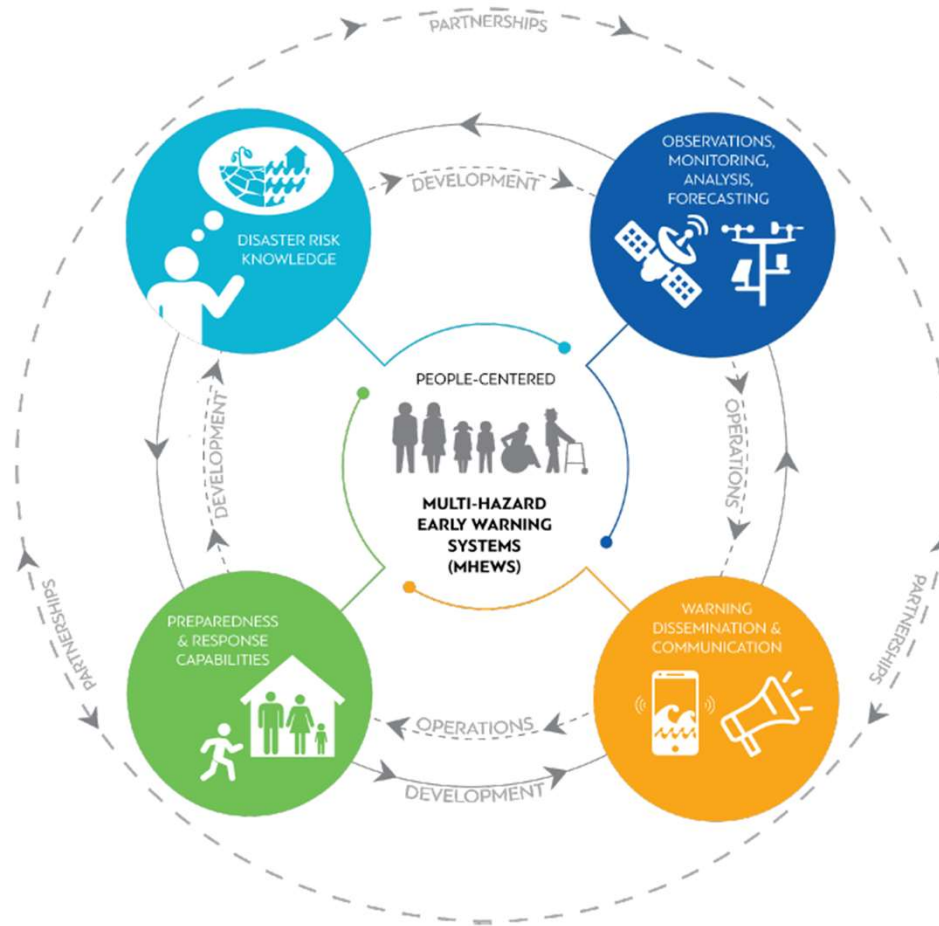 PARTNERSHIPS
OBSERVATIONS,
MONITORING,
ANALYSIS,
FORECASTING
DEVELOPMENT
DISASTER RISK
KNOWLEDGE
PEOPLE-CENTERED
DEVELOPMENT
OPERATIONS
MULTI-HAZARD
EARLY WARNING
SYSTEMS
(MHEWS)
PARTNERSHIPS
PARTNERSHIPS
PREPAREDNESS
& RESPONSE
CAPABILITIES
WARNING
DISSEMINATION &
COMMUNICATION
OPERATIONS
DEVELOPMENT